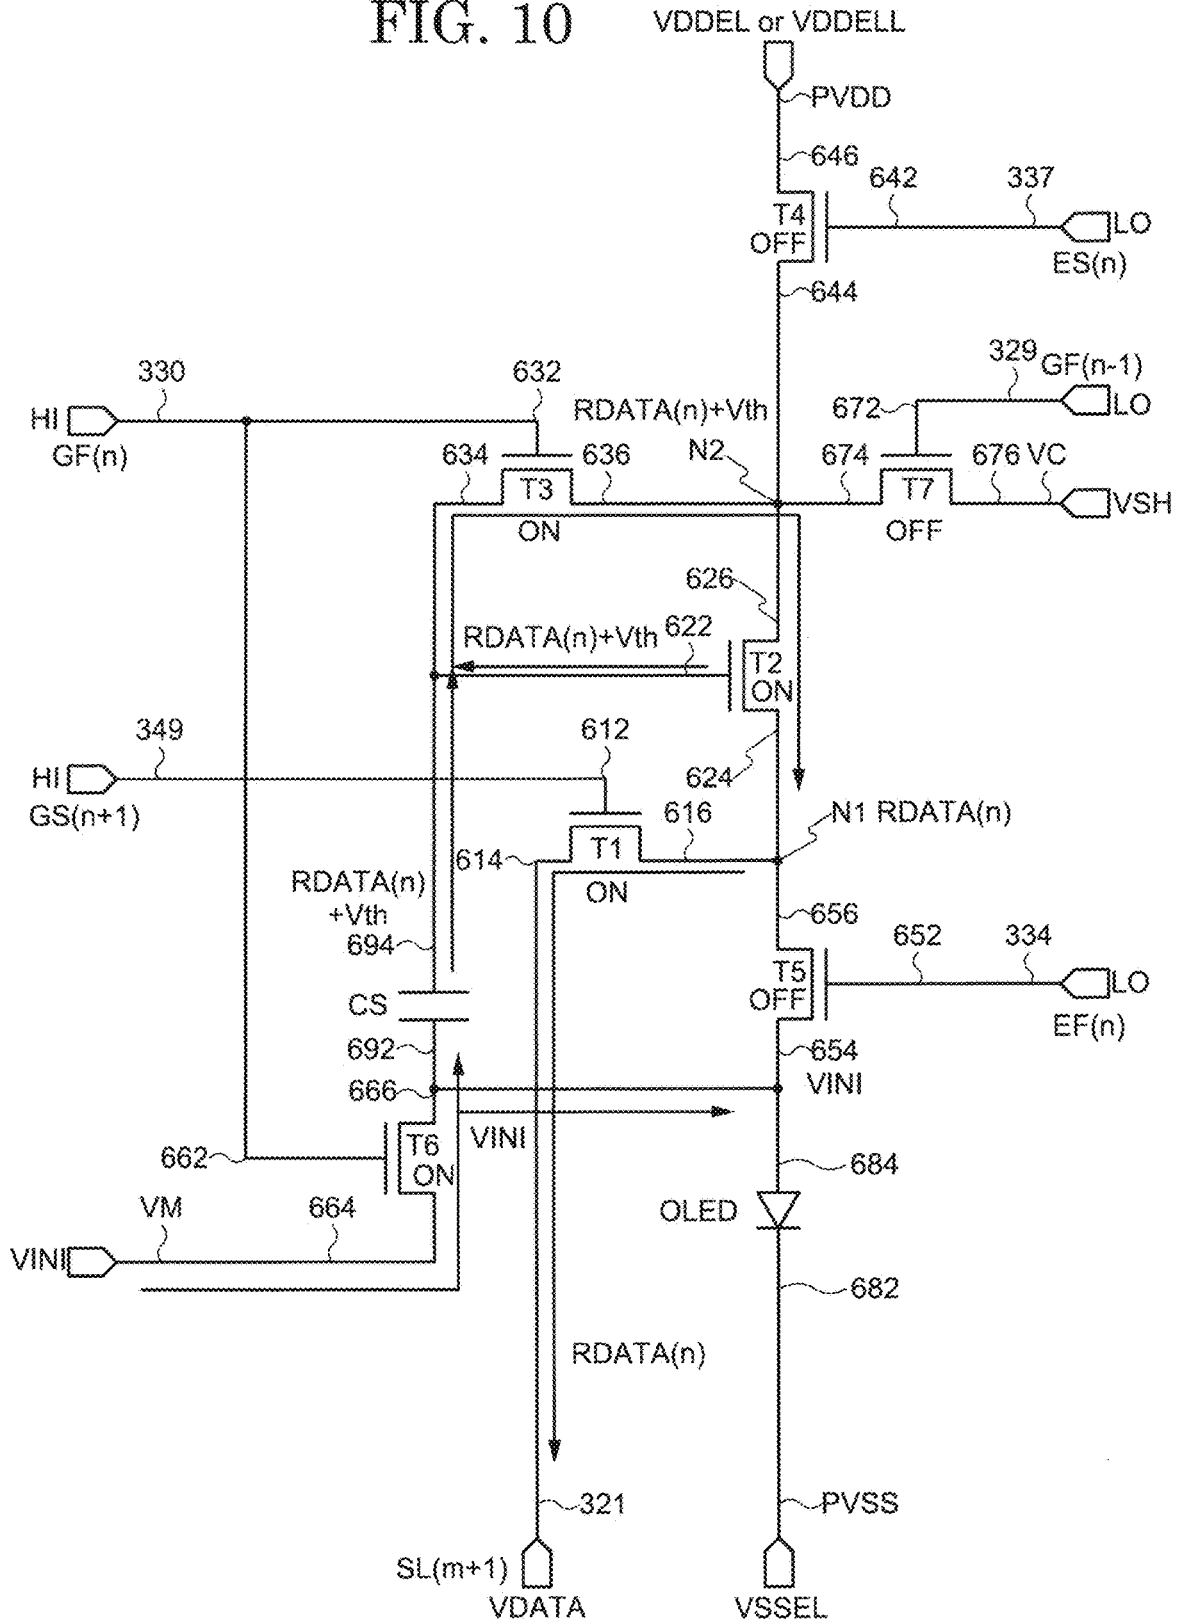 FIG. 10
VDDEL or VDDELL
PVDD
646
642
337
T4
OFF
LO
ES(n)
644
330
632
329
GF(n-1)
HI
GF(n)
RDATA(n)+Vth
N2
672
LO
634
636
674
676
VC
T3
ON
T7
OFF
VSH
626
RDATA(n)+Vth
622
T2
ON
349
612
624
HI
GS(n+1)
616
N1 RDATA(n)
614
T1
ON
RDATA(n)
+Vth
694
656
652
334
CS
T5
OFF
LO
EF(n)
692
654
666
VINI
T6
ON
VINI
662
684
VM
664
OLED
VINI
682
RDATA(n)
321
PVSS
SL(m+1)
VDATA
VSSEL